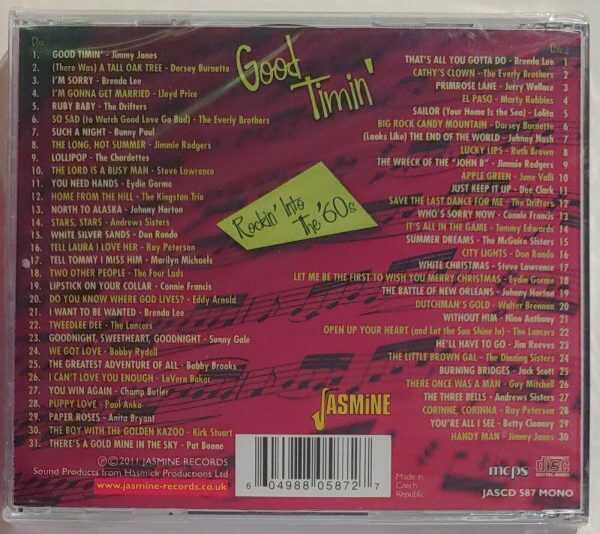 Disc 1
1. GOOD TIMIN' - Jimmy Jones
2. (There Was) A TALL OAK TREE - Dorsey Burnette
3. I'M SORRY - Brenda Lee
4. I'M GONNA GET MARRIED - Lloyd Price
5. RUBY BABY - The Drifters
6. SO SAD (to Watch Good Love Go Bad) - The Everly Brothers
7. SUCH A NIGHT - Bunny Paul
8. THE LONG, HOT SUMMER - Jimmie Rodgers
9. LOLLIPOP - The Chordettes
10. THE LORD IS A BUSY MAN - Steve Lawrence
11. YOU NEED HANDS - Eydie Gorme
12. HOME FROM THE HILL - The Kingston Trio
13. NORTH TO ALASKA - Johnny Horton
14. STARS, STARS - Andrews Sisters
15. WHITE SILVER SANDS - Don Rondo
16. TELL LAURA I LOVE HER - Ray Peterson
17. TELL TOMMY I MISS HIM - Marilyn Michaels
18. TWO OTHER PEOPLE - The Four Lads
19. LIPSTICK ON YOUR COLLAR - Connie Francis
20. DO YOU KNOW WHERE GOD LIVES? - Eddy Arnold
21. I WANT TO BE WANTED - Brenda Lee
22. TWEEDLEE DEE - The Lancers
23. GOODNIGHT, SWEETHEART, GOODNIGHT - Sunny Gale
24. WE GOT LOVE - Bobby Rydell
25. THE GREATEST ADVENTURE OF ALL - Bobby Brooks
26. I CAN'T LOVE YOU ENOUGH - LaVern Baker
27. YOU WIN AGAIN - Champ Butler
28. PUPPY LOVE - Paul Anka
29. PAPER ROSES - Anita Bryant
30. THE BOY WITH THE GOLDEN KAZOO - Kirk Stuart
31. THERE'S A GOLD MINE IN THE SKY - Pat Boone
Good
Timin'
Rockin' Into
The '60s
Disc 2
THAT'S ALL YOU GOTTA DO - Brenda Lee 1
CATHY'S CLOWN - The Everly Brothers 2
PRIMROSE LANE - Jerry Wallace 3
EL PASO - Marty Robbins 4
SAILOR (Your Home Is the Sea) - Lolita 5
BIG ROCK CANDY MOUNTAIN - Dorsey Burnette 6
(Looks Like) THE END OF THE WORLD - Johnny Nash 7
LUCKY LIPS - Ruth Brown 8
THE WRECK OF THE "JOHN B" - Jimmie Rodgers 9
APPLE GREEN - June Valli 10
JUST KEEP IT UP - Dee Clark 11
SAVE THE LAST DANCE FOR ME - The Drifters 12
WHO'S SORRY NOW - Connie Francis 13
IT'S ALL IN THE GAME - Tommy Edwards 14
SUMMER DREAMS - The McGuire Sisters 15
CITY LIGHTS - Don Rondo 16
WHITE CHRISTMAS - Steve Lawrence 17
LET ME BE THE FIRST TO WISH YOU MERRY CHRISTMAS - Eydie Gorme 18
THE BATTLE OF NEW ORLEANS - Johnny Horton 19
DUTCHMAN'S GOLD - Walter Brennan 20
WITHOUT HIM - Nino Anthony 21
OPEN UP YOUR HEART (and Let the Sun Shine In) - The Lancers 22
HE'LL HAVE TO GO - Jim Reeves 23
THE LITTLE BROWN GAL - The Dinning Sisters 24
BURNING BRIDGES - Jack Scott 25
THERE ONCE WAS A MAN - Guy Mitchell 26
THE THREE BELLS - Andrews Sisters 27
CORINNE, CORINNA - Ray Peterson 28
YOU'RE ALL I SEE - Betty Clooney 29
HANDY MAN - Jimmy Jones 30
JASMINE
℗©2011 JASMINE RECORDS
Sound Products from Hasmick Productions Ltd
www.jasmine-records.co.uk
6 04988 05872 7
Made in
Czech
Republic
mcps
COMPACT disc DIGITAL AUDIO
JASCD 587 MONO